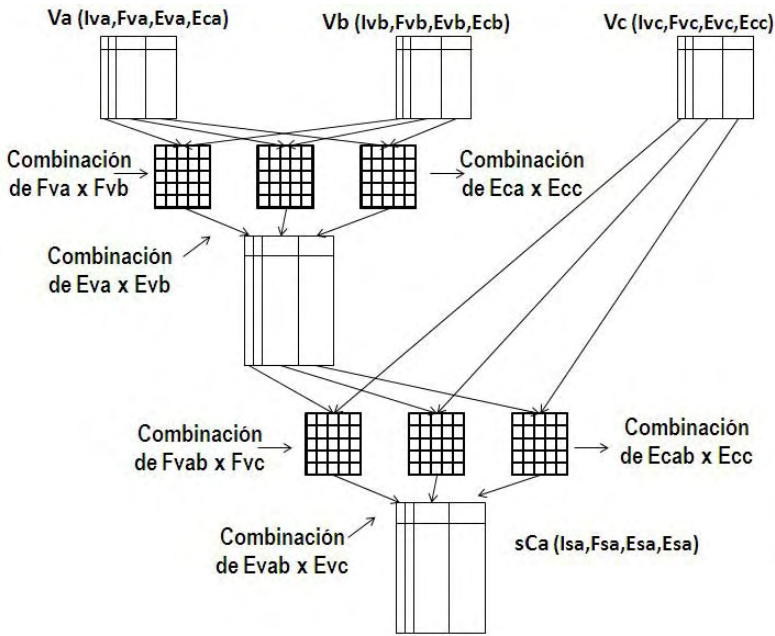 Va (Iva,Fva,Eva,Eca)
Vb (Ivb,Fvb,Evb,Ecb)
Vc (Ivc,Fvc,Evc,Ecc)
Combinación
de Fva x Fvb
Combinación
de Eca x Ecc
Combinación
de Eva x Evb
Combinación
de Fvab x Fvc
Combinación
de Ecab x Ecc
Combinación
de Evab x Evc
sCa (Isa,Fsa,Esa,Esa)